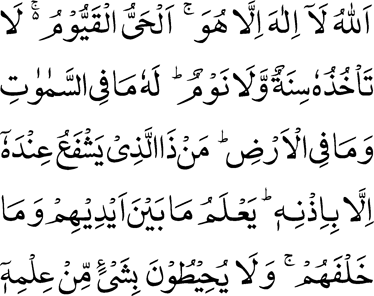 اَللّٰهُ لَاۤ اِلٰهَ اِلَّا هُوَ ۚ اَلْحَىُّ الْقَيُّوْمُ ۬ ۚ لَا
تَاْخُذُهٗ سِنَةٌ وَّلَا نَوْمٌ ؕ لَهٗ مَا فِى السَّمٰوٰتِ
وَمَا فِى الْاَرْضِ ؕ مَنْ ذَا الَّذِىْ يَشْفَعُ عِنْدَهٗۤ
اِلَّا بِاِذْنِهٖ ؕ يَعْلَمُ مَا بَيْنَ اَيْدِيْهِمْ وَمَا
خَلْفَهُمْ ۚ وَلَا يُحِيْطُوْنَ بِشَىْءٍ مِّنْ عِلْمِهٖۤ